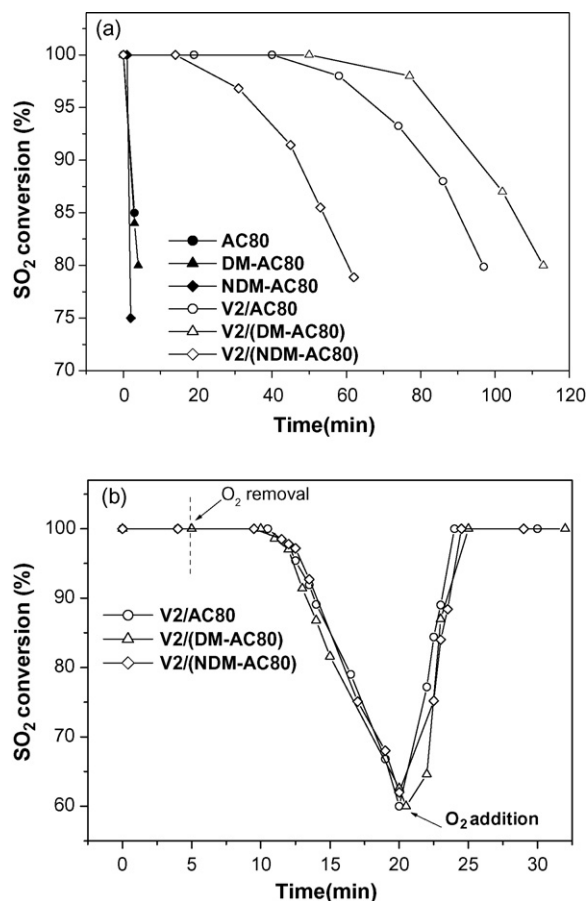 (a)
100
95
90
85
80
75
70
SO2 conversion (%)
AC80
DM-AC80
NDM-AC80
V2/AC80
V2/(DM-AC80)
V2/(NDM-AC80)
0 20 40 60 80 100 120
Time(min)
(b)
O2 removal
100
90
80
70
60
SO2 conversion (%)
V2/AC80
V2/(DM-AC80)
V2/(NDM-AC80)
O2 addition
0 5 10 15 20 25 30
Time(min)